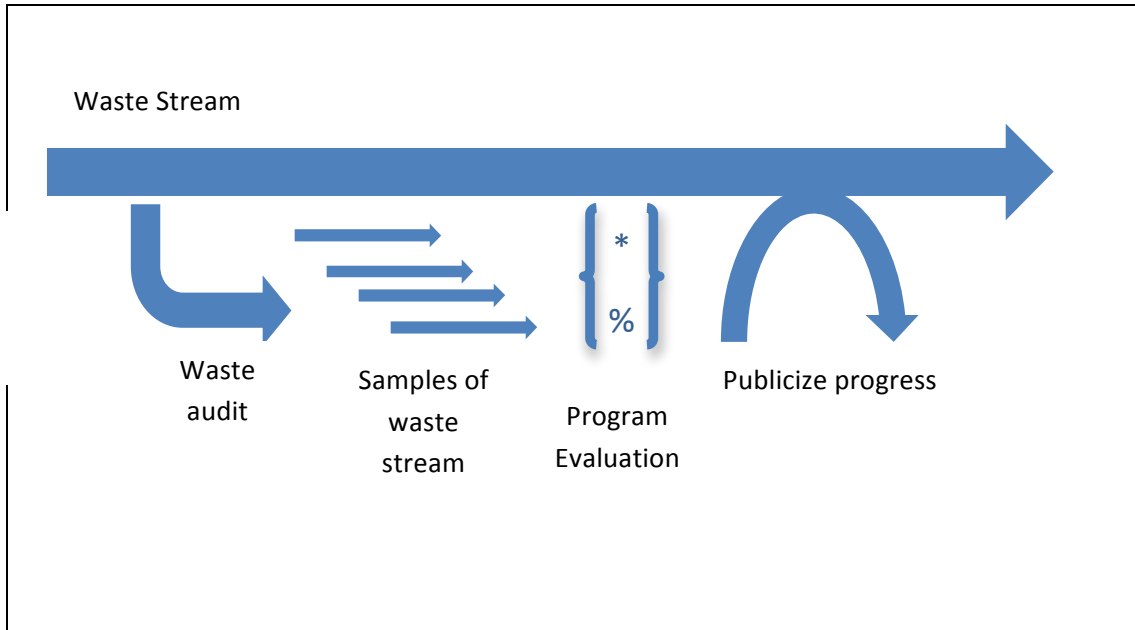 Waste Stream
*
%
Waste
audit
Samples of
waste
stream
Program
Evaluation
Publicize progress